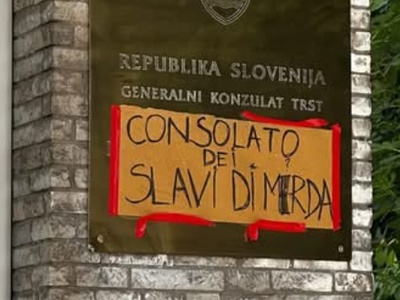 REPUBLIKA SLOVENIJA
GENERALNI KONZULAT TRST
CONSOLATO
DEI
SLAVI DI MERDA